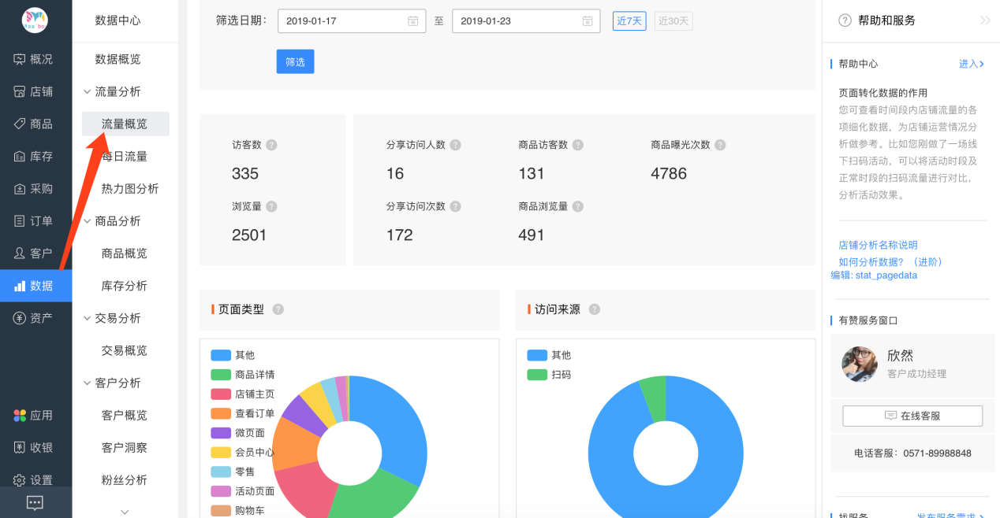 概况
店铺
商品
库存
采购
订单
客户
数据
资产
应用
收银
设置
数据中心
数据概览
流量分析
流量概览
每日流量
热力图分析
商品分析
商品概览
库存分析
交易分析
交易概览
客户分析
客户概览
客户洞察
粉丝分析
筛选日期： 2019-01-17 至 2019-01-23 近7天 近30天
筛选
访客数 ?
335
浏览量 ?
2501
分享访问人数 ? 商品访客数 ? 商品曝光次数 ?
16 131 4786
分享访问次数 ? 商品浏览量 ?
172 491
页面类型 ?
其他
商品详情
店铺主页
查看订单
微页面
会员中心
零售
活动页面
购物车
访问来源 ?
其他
扫码
? 帮助和服务
帮助中心 进入
页面转化数据的作用
您可查看时间段内店铺流量的各
项细化数据，为店铺运营情况分
析做参考。比如您刚做了一场线
下扫码活动，可以将活动时段及
正常时段的扫码流量进行对比，
分析活动效果。
店铺分析名称说明
如何分析数据？（进阶）
编辑: stat_pagedata
有赞服务窗口
欣然
客户成功经理
在线客服
电话客服：0571-89988848
找服务 发布服务需求